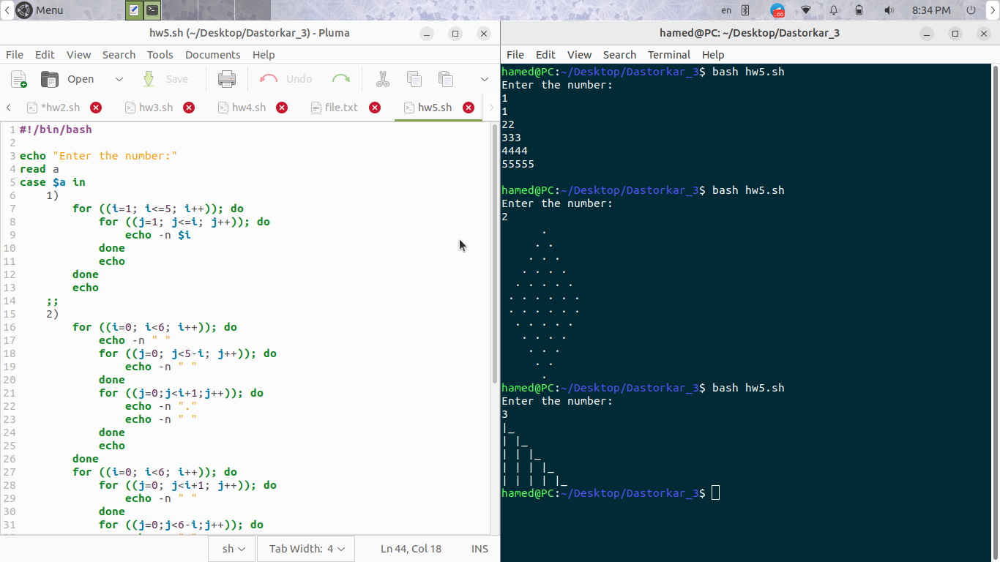 Menu
en
.66
8:34 PM
hw5.sh (~/Desktop/Dastorkar_3) - Pluma
File Edit View Search Tools Documents Help
Open Save Undo
*hw2.sh hw3.sh hw4.sh file.txt hw5.sh
1 #!/bin/bash
2
3 echo "Enter the number:"
4 read a
5 case $a in
6     1)
7         for ((i=1; i<=5; i++)); do
8             for ((j=1; j<=i; j++)); do
9                 echo -n $i
10             done
11             echo
12         done
13         echo
14     ;;
15     2)
16         for ((i=0; i<6; i++)); do
17             echo -n " "
18             for ((j=0; j<5-i; j++)); do
19                 echo -n " "
20             done
21             for ((j=0;j<i+1;j++)); do
22                 echo -n "."
23                 echo -n " "
24             done
25             echo
26         done
27         for ((i=0; i<6; i++)); do
28             for ((j=0; j<i+1; j++)); do
29                 echo -n " "
30             done
31             for ((j=0;j<6-i;j++)); do
sh Tab Width: 4 Ln 44, Col 18 INS
hamed@PC: ~/Desktop/Dastorkar_3
File Edit View Search Terminal Help
hamed@PC:~/Desktop/Dastorkar_3$ bash hw5.sh
Enter the number:
1
1
22
333
4444
55555
hamed@PC:~/Desktop/Dastorkar_3$ bash hw5.sh
Enter the number:
2
      .
     . .
    . . .
   . . . .
  . . . . .
 . . . . . .
 . . . . . .
  . . . . .
   . . . .
    . . .
     . .
      .
hamed@PC:~/Desktop/Dastorkar_3$ bash hw5.sh
Enter the number:
3
|_
| |_
| | |_
| | | |_
| | | | |_
hamed@PC:~/Desktop/Dastorkar_3$